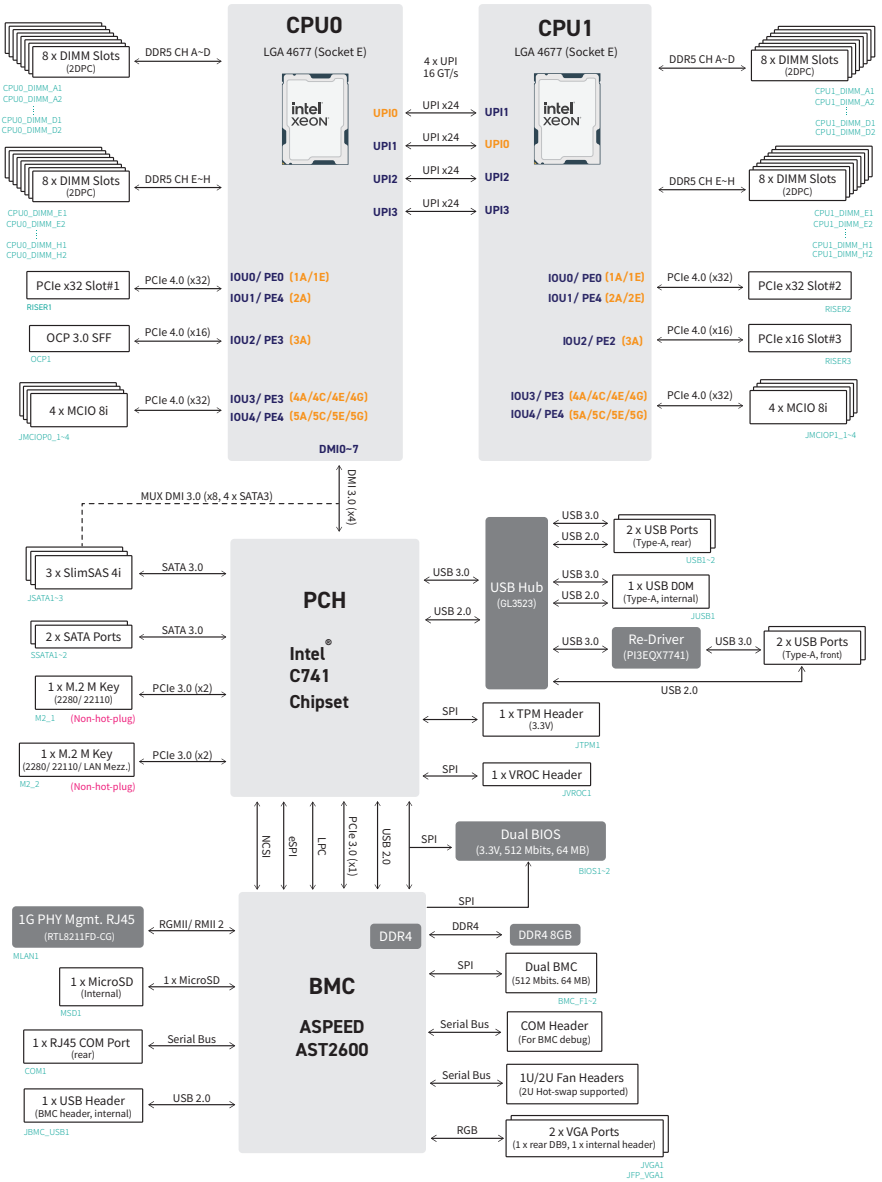 CPU0
LGA 4677 (Socket E)
intel
XEON
CPU1
LGA 4677 (Socket E)
intel
XEON
4 x UPI
16 GT/s
8 x DIMM Slots
(2DPC)
DDR5 CH A~D
CPU0_DIMM_A1
CPU0_DIMM_A2
CPU0_DIMM_D1
CPU0_DIMM_D2
DDR5 CH A~D
8 x DIMM Slots
(2DPC)
CPU1_DIMM_A1
CPU1_DIMM_A2
CPU1_DIMM_D1
CPU1_DIMM_D2
UPI0 UPI x24 UPI1
UPI1 UPI x24 UPI0
UPI2 UPI x24 UPI2
UPI3 UPI x24 UPI3
8 x DIMM Slots
(2DPC)
DDR5 CH E~H
CPU0_DIMM_E1
CPU0_DIMM_E2
CPU0_DIMM_H1
CPU0_DIMM_H2
DDR5 CH E~H
8 x DIMM Slots
(2DPC)
CPU1_DIMM_E1
CPU1_DIMM_E2
CPU1_DIMM_H1
CPU1_DIMM_H2
PCIe x32 Slot#1
RISER1
PCIe 4.0 (x32)
IOU0/ PE0 (1A/1E)
IOU1/ PE4 (2A)
OCP 3.0 SFF
OCP1
PCIe 4.0 (x16)
IOU2/ PE3 (3A)
4 x MCIO 8i
JMCIOP0_1~4
PCIe 4.0 (x32)
IOU3/ PE3 (4A/4C/4E/4G)
IOU4/ PE4 (5A/5C/5E/5G)
DMI0~7
IOU0/ PE0 (1A/1E)
IOU1/ PE4 (2A/2E)
PCIe 4.0 (x32)
PCIe x32 Slot#2
RISER2
IOU2/ PE2 (3A)
PCIe 4.0 (x16)
PCIe x16 Slot#3
RISER3
IOU3/ PE3 (4A/4C/4E/4G)
IOU4/ PE4 (5A/5C/5E/5G)
PCIe 4.0 (x32)
4 x MCIO 8i
JMCIOP1_1~4
MUX DMI 3.0 (x8, 4 x SATA3)
DMI 3.0 (x4)
PCH
Intel®
C741
Chipset
3 x SlimSAS 4i
JSATA1~3
SATA 3.0
2 x SATA Ports
SSATA1~2
SATA 3.0
1 x M.2 M Key
(2280/ 22110)
M2_1
(Non-hot-plug)
PCIe 3.0 (x2)
1 x M.2 M Key
(2280/ 22110/ LAN Mezz.)
M2_2
(Non-hot-plug)
PCIe 3.0 (x2)
USB 3.0
USB 2.0
USB Hub
(GL3523)
USB 3.0
USB 2.0
2 x USB Ports
(Type-A, rear)
USB1~2
USB 3.0
USB 2.0
1 x USB DOM
(Type-A, internal)
JUSB1
USB 3.0
Re-Driver
(PI3EQX7741)
USB 3.0
2 x USB Ports
(Type-A, front)
USB 2.0
SPI
1 x TPM Header
(3.3V)
JTPM1
SPI
1 x VROC Header
JVROC1
NCSI
eSPI
LPC
PCIe 3.0 (x1)
USB 2.0
SPI
Dual BIOS
(3.3V, 512 Mbits, 64 MB)
BIOS1~2
SPI
BMC
ASPEED
AST2600
1G PHY Mgmt. RJ45
(RTL8211FD-CG)
MLAN1
RGMII/ RMII 2
1 x MicroSD
(Internal)
MSD1
1 x MicroSD
1 x RJ45 COM Port
(rear)
COM1
Serial Bus
1 x USB Header
(BMC header, internal)
JBMC_USB1
USB 2.0
DDR4
DDR4
DDR4 8GB
SPI
Dual BMC
(512 Mbits. 64 MB)
BMC_F1~2
Serial Bus
COM Header
(For BMC debug)
Serial Bus
1U/2U Fan Headers
(2U Hot-swap supported)
RGB
2 x VGA Ports
(1 x rear DB9, 1 x internal header)
JVGA1
JFP_VGA1